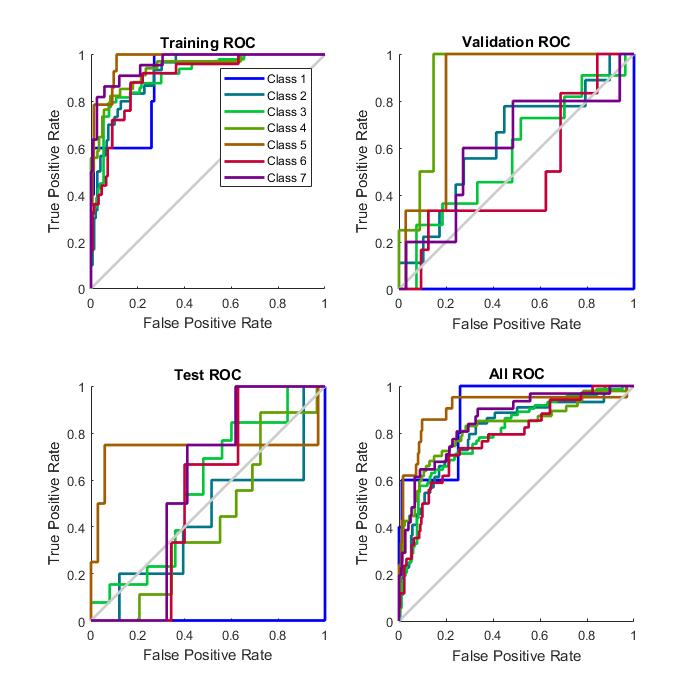 Training ROC
True Positive Rate
1
0.8
0.6
0.4
0.2
0
0 0.2 0.4 0.6 0.8 1
False Positive Rate
Class 1
Class 2
Class 3
Class 4
Class 5
Class 6
Class 7
Validation ROC
True Positive Rate
1
0.8
0.6
0.4
0.2
0
0 0.2 0.4 0.6 0.8 1
False Positive Rate
Test ROC
True Positive Rate
1
0.8
0.6
0.4
0.2
0
0 0.2 0.4 0.6 0.8 1
False Positive Rate
All ROC
True Positive Rate
1
0.8
0.6
0.4
0.2
0
0 0.2 0.4 0.6 0.8 1
False Positive Rate